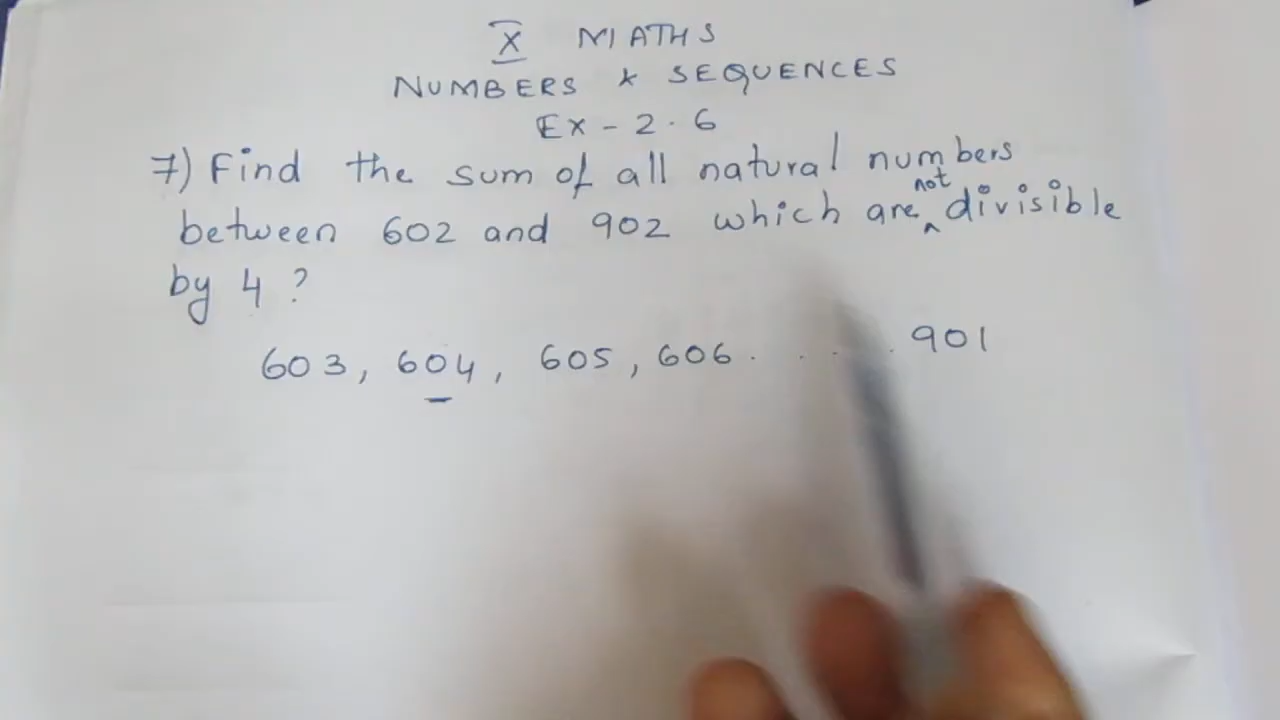 X MATHS
NUMBERS & SEQUENCES
EX - 2.6
7) Find the sum of all natural numbers
between 602 and 902 which are not divisible
by 4 ?
603, 604, 605, 606 . . . . . 901